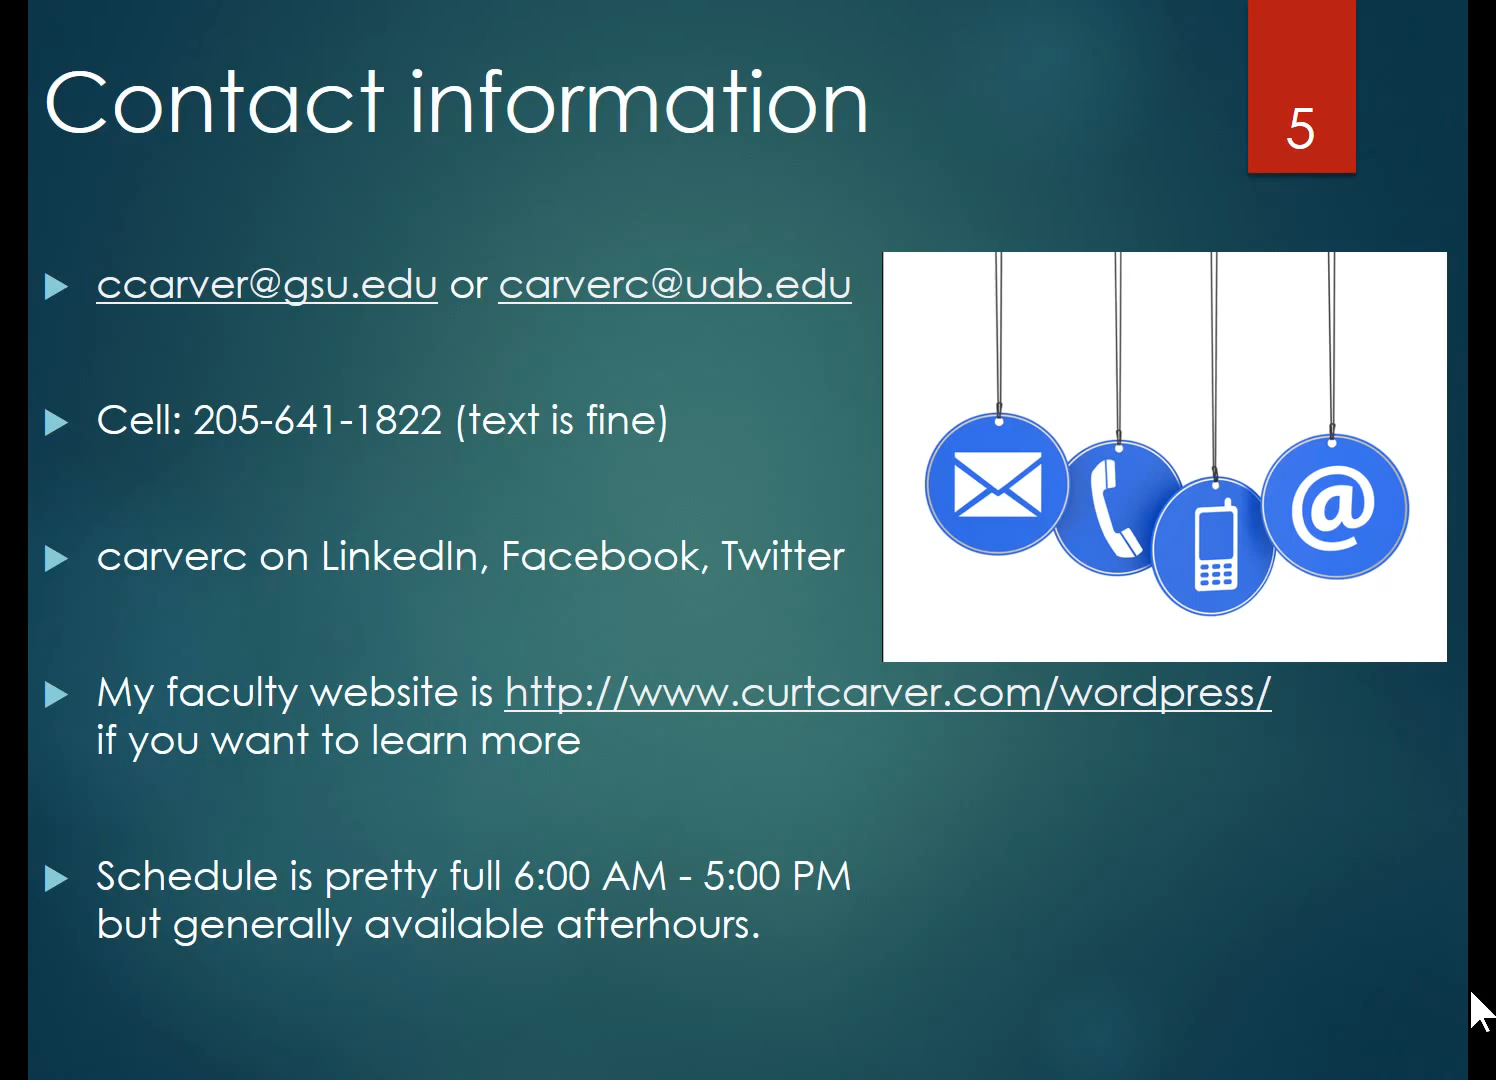 Contact information
5
ccarver@gsu.edu or carverc@uab.edu
Cell: 205-641-1822 (text is fine)
carverc on LinkedIn, Facebook, Twitter
My faculty website is http://www.curtcarver.com/wordpress/
if you want to learn more
Schedule is pretty full 6:00 AM - 5:00 PM
but generally available afterhours.
@